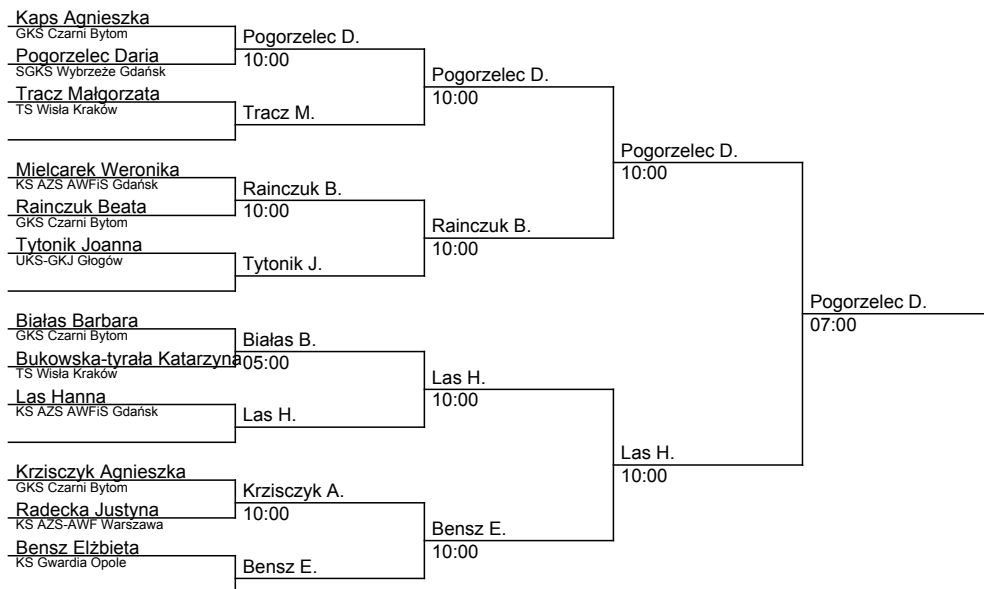 Kaps Agnieszka
GKS Czarni Bytom
Pogorzelec D.
10:00
Pogorzelec Daria
SGKS Wybrzeże Gdańsk
Pogorzelec D.
10:00
Tracz Małgorzata
TS Wisła Kraków
Tracz M.
Pogorzelec D.
10:00
Mielcarek Weronika
KS AZS AWFiS Gdańsk
Rainczuk B.
10:00
Rainczuk Beata
GKS Czarni Bytom
Rainczuk B.
10:00
Tytonik Joanna
UKS-GKJ Głogów
Tytonik J.
Pogorzelec D.
07:00
Białas Barbara
GKS Czarni Bytom
Białas B.
05:00
Bukowska-tyrała Katarzyna
TS Wisła Kraków
Las H.
10:00
Las Hanna
KS AZS AWFiS Gdańsk
Las H.
Las H.
10:00
Krzisczyk Agnieszka
GKS Czarni Bytom
Krzisczyk A.
10:00
Radecka Justyna
KS AZS-AWF Warszawa
Bensz E.
10:00
Bensz Elżbieta
KS Gwardia Opole
Bensz E.